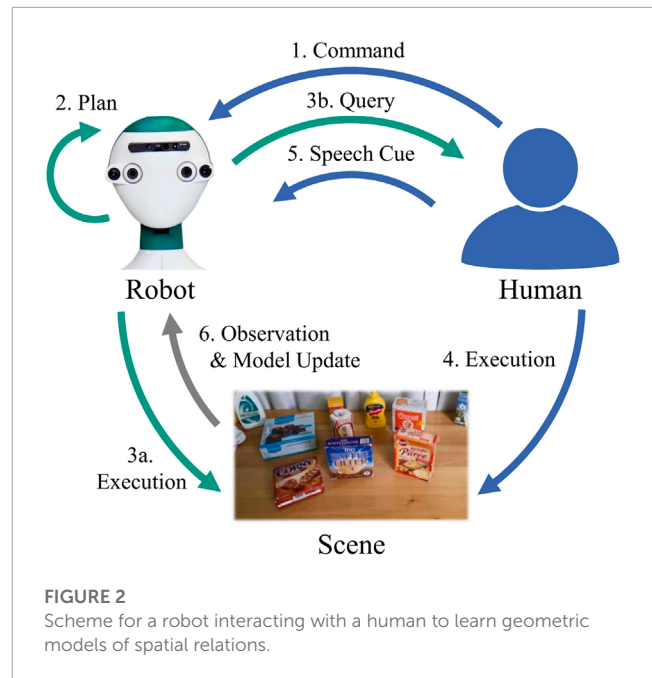 1. Command
2. Plan
3b. Query
5. Speech Cue
Robot
Human
6. Observation
& Model Update
4. Execution
3a.
Execution
Scene
FIGURE 2
Scheme for a robot interacting with a human to learn geometric
models of spatial relations.